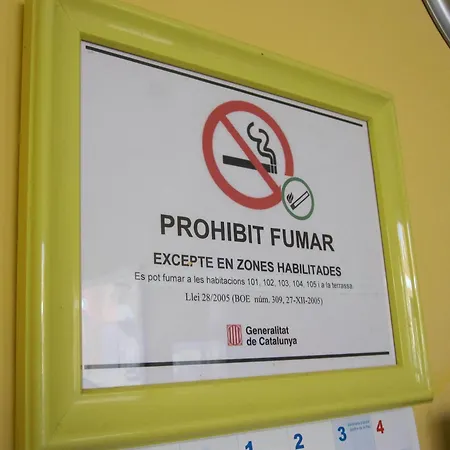 PROHIBIT FUMAR
EXCEPTE EN ZONES HABILITADES
Es pot fumar a les habitacions 101, 102, 103, 104, 105 i a la terrassa.
Llei 28/2005 (BOE núm. 309, 27-XII-2005)
Generalitat
de Catalunya
1 2 3 4